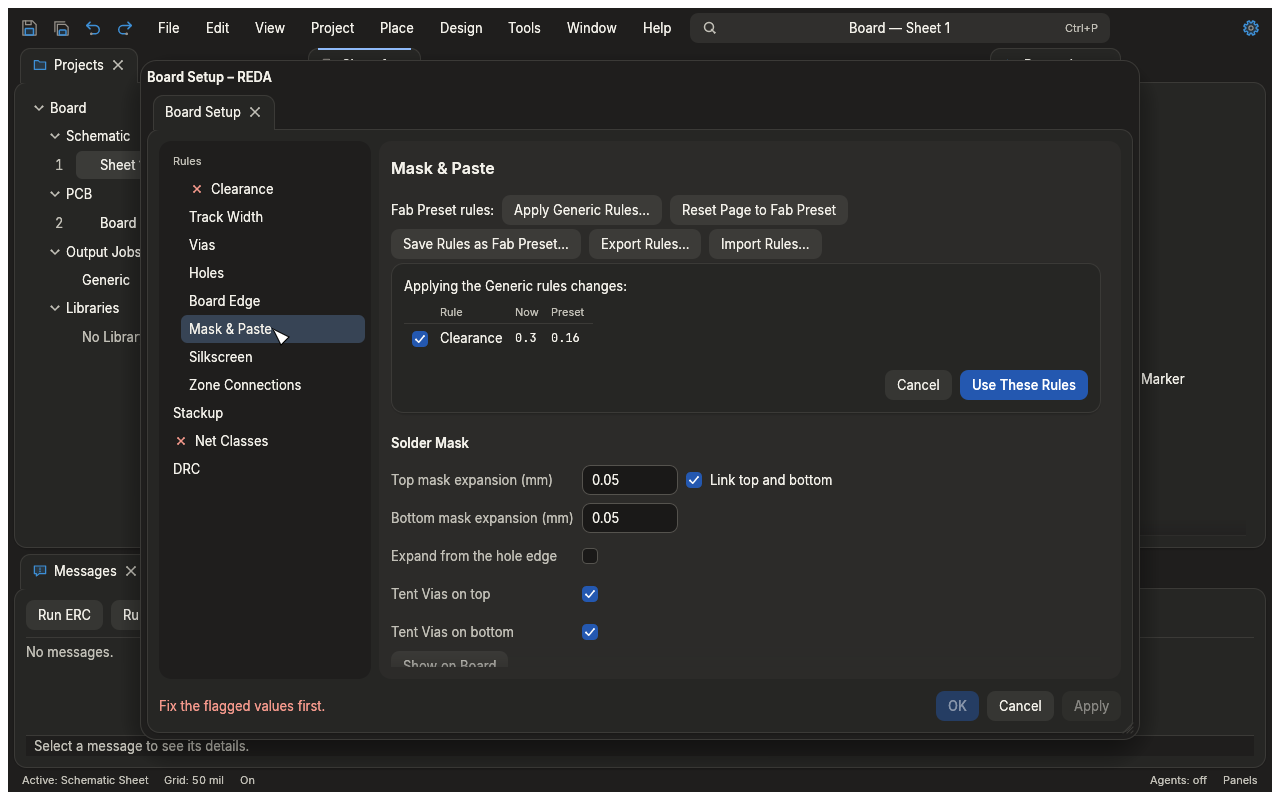 File Edit View Project Place Design Tools Window Help Board — Sheet 1 Ctrl+P
Projects
Board Setup – REDA
Board Setup
Board
Schematic
1 Sheet
PCB
2 Board
Output Jobs
Generic
Libraries
No Librar
Rules
Clearance
Track Width
Vias
Holes
Board Edge
Mask & Paste
Silkscreen
Zone Connections
Stackup
Net Classes
DRC
Mask & Paste
Fab Preset rules: Apply Generic Rules... Reset Page to Fab Preset
Save Rules as Fab Preset... Export Rules... Import Rules...
Applying the Generic rules changes:
Rule Now Preset
Clearance 0.3 0.16
Cancel Use These Rules
Solder Mask
Top mask expansion (mm) 0.05 Link top and bottom
Bottom mask expansion (mm) 0.05
Expand from the hole edge
Tent Vias on top
Tent Vias on bottom
Show on Board
Marker
Messages
Run ERC Ru
No messages.
Fix the flagged values first.
OK Cancel Apply
Select a message to see its details.
Active: Schematic Sheet Grid: 50 mil On Agents: off Panels